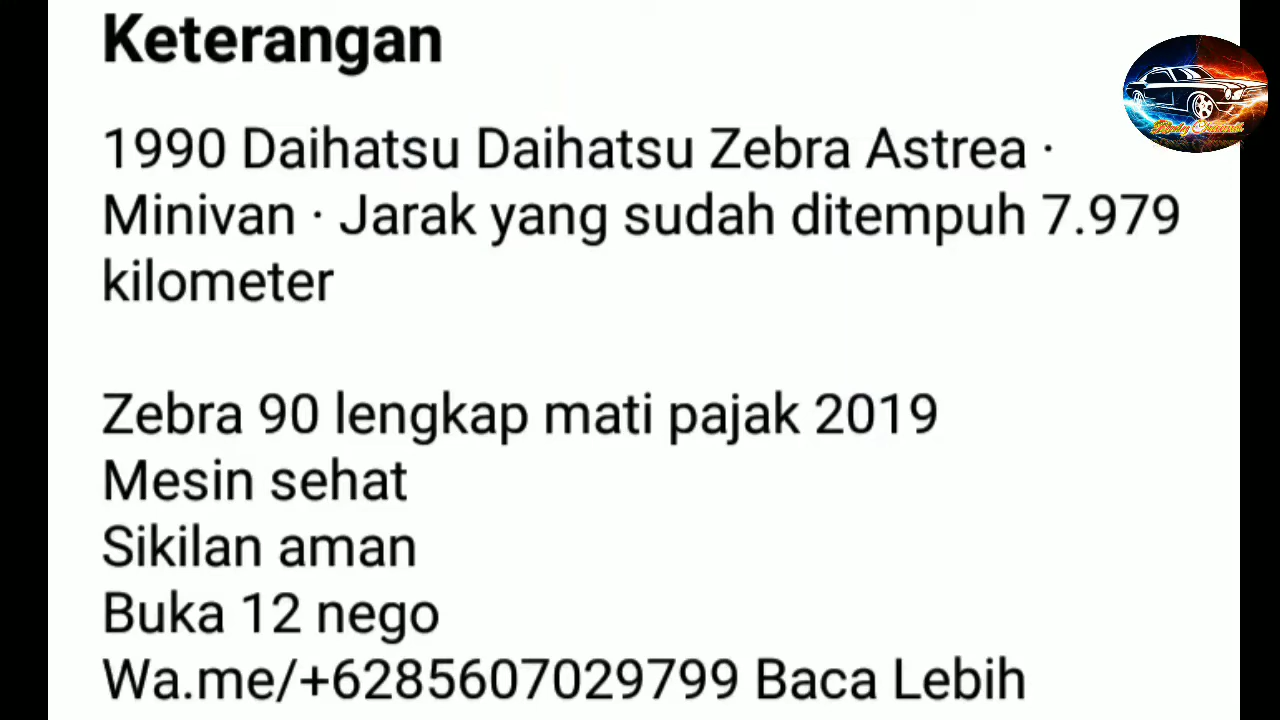 Keterangan
1990 Daihatsu Daihatsu Zebra Astrea ·
Minivan · Jarak yang sudah ditempuh 7.979
kilometer
Zebra 90 lengkap mati pajak 2019
Mesin sehat
Sikilan aman
Buka 12 nego
Wa.me/+6285607029799 Baca Lebih